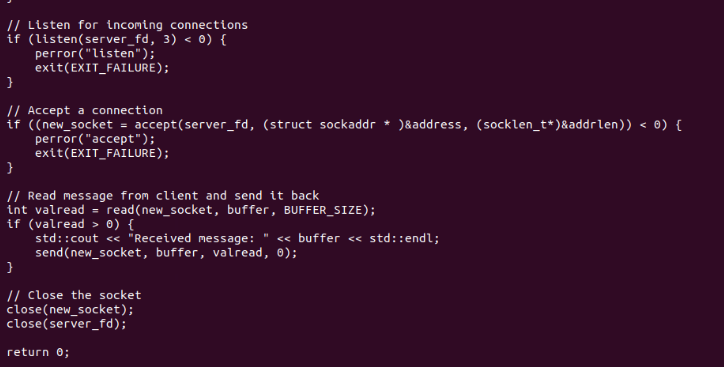 }
// Listen for incoming connections
if (listen(server_fd, 3) < 0) {
    perror("listen");
    exit(EXIT_FAILURE);
}
// Accept a connection
if ((new_socket = accept(server_fd, (struct sockaddr * )&address, (socklen_t*)&addrlen)) < 0) {
    perror("accept");
    exit(EXIT_FAILURE);
}
// Read message from client and send it back
int valread = read(new_socket, buffer, BUFFER_SIZE);
if (valread > 0) {
    std::cout << "Received message: " << buffer << std::endl;
    send(new_socket, buffer, valread, 0);
}
// Close the socket
close(new_socket);
close(server_fd);
return 0;